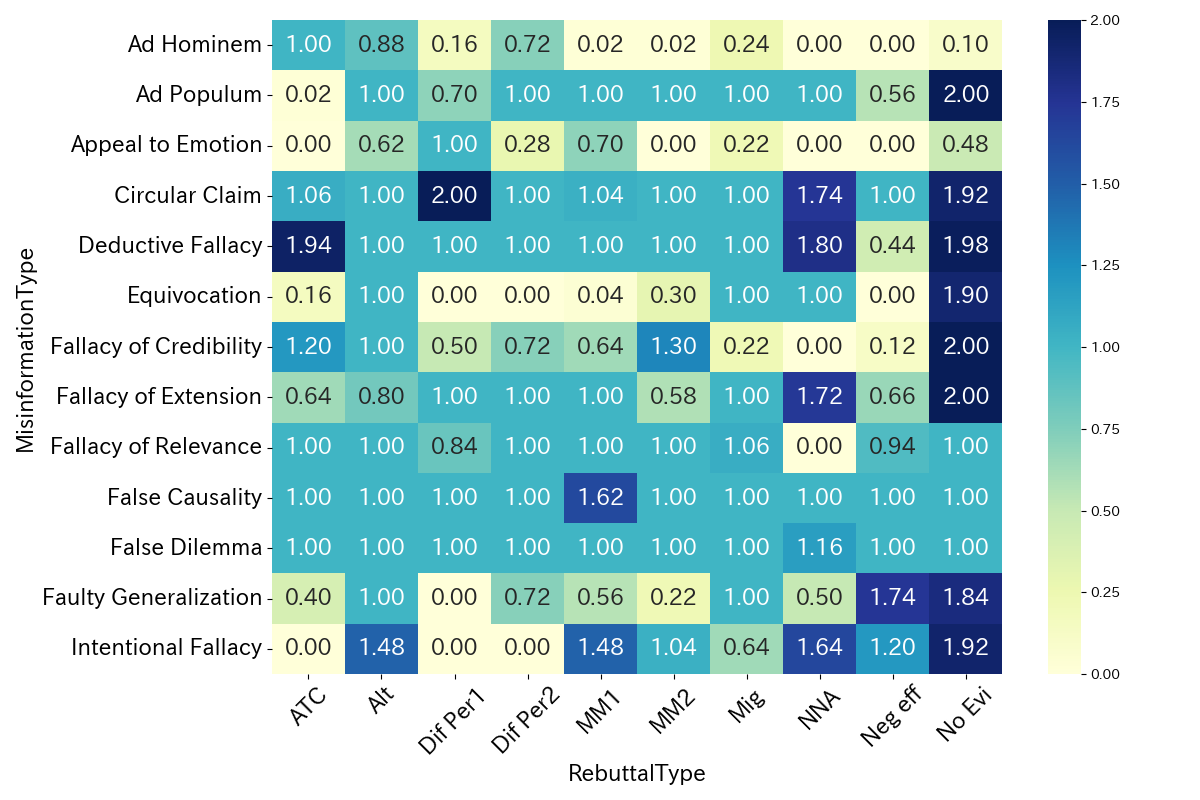 MisinformationType
Ad Hominem 1.00 0.88 0.16 0.72 0.02 0.02 0.24 0.00 0.00 0.10
Ad Populum 0.02 1.00 0.70 1.00 1.00 1.00 1.00 1.00 0.56 2.00
Appeal to Emotion 0.00 0.62 1.00 0.28 0.70 0.00 0.22 0.00 0.00 0.48
Circular Claim 1.06 1.00 2.00 1.00 1.04 1.00 1.00 1.74 1.00 1.92
Deductive Fallacy 1.94 1.00 1.00 1.00 1.00 1.00 1.00 1.80 0.44 1.98
Equivocation 0.16 1.00 0.00 0.00 0.04 0.30 1.00 1.00 0.00 1.90
Fallacy of Credibility 1.20 1.00 0.50 0.72 0.64 1.30 0.22 0.00 0.12 2.00
Fallacy of Extension 0.64 0.80 1.00 1.00 1.00 0.58 1.00 1.72 0.66 2.00
Fallacy of Relevance 1.00 1.00 0.84 1.00 1.00 1.00 1.06 0.00 0.94 1.00
False Causality 1.00 1.00 1.00 1.00 1.62 1.00 1.00 1.00 1.00 1.00
False Dilemma 1.00 1.00 1.00 1.00 1.00 1.00 1.00 1.16 1.00 1.00
Faulty Generalization 0.40 1.00 0.00 0.72 0.56 0.22 1.00 0.50 1.74 1.84
Intentional Fallacy 0.00 1.48 0.00 0.00 1.48 1.04 0.64 1.64 1.20 1.92
ATC Alt Dif Per1 Dif Per2 MM1 MM2 Mig NNA Neg eff No Evi
RebuttalType
2.00
1.75
1.50
1.25
1.00
0.75
0.50
0.25
0.00